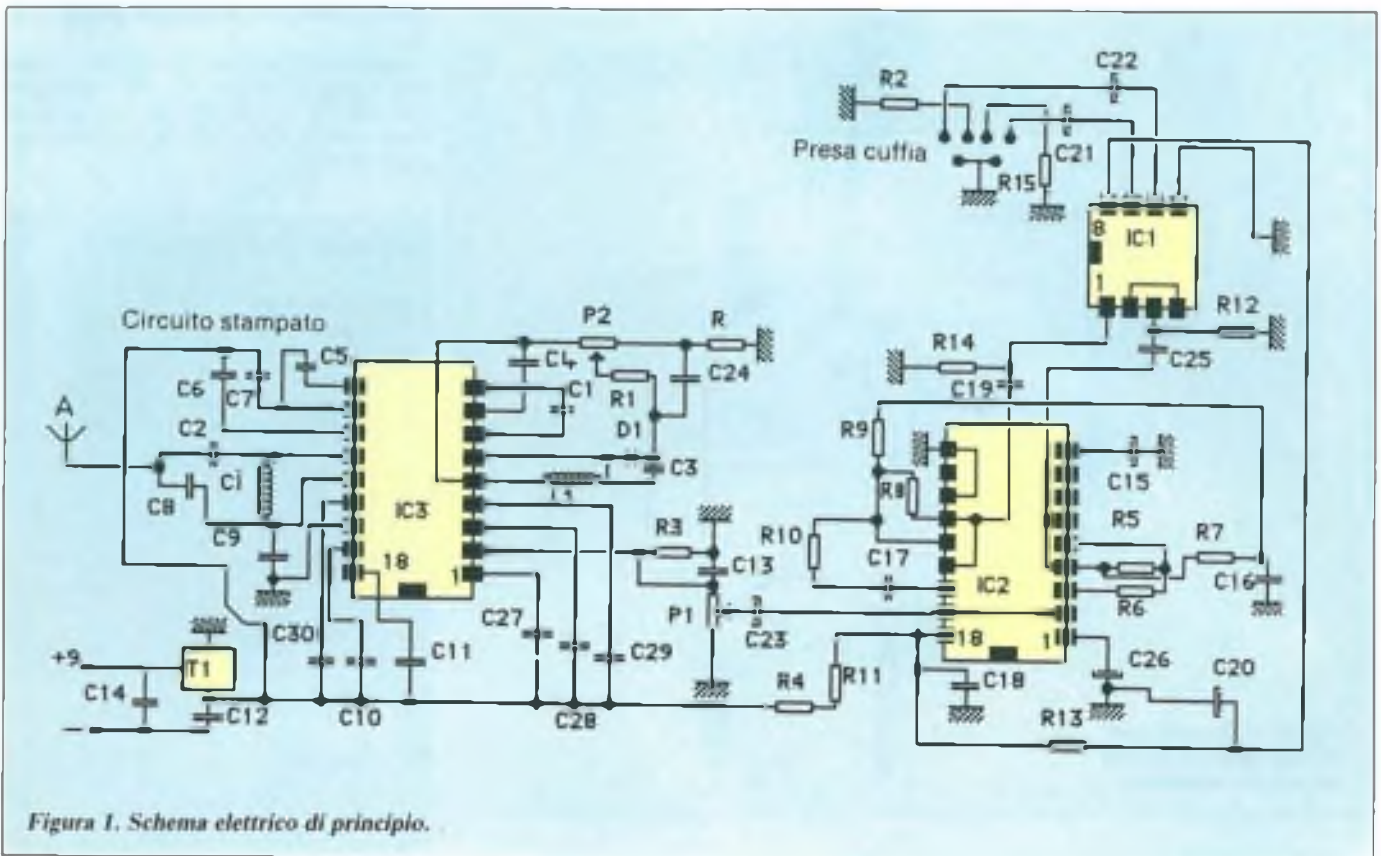 C22
R2
Presa cuffia
C21
R15
8
IC1
1
R12
Circuito stampato
P2
R
C5
C4
C1
R14
C25
C6
C7
R1
C24
C19
A
D1
R9
C2
C3
C15
Ci
R8
C8
IC3
R5
R7
C9
R3
R10
C17
C13
IC2
C16
18
1
R6
P1
C23
18
1
C30
C27
C11
C29
C26
+9
T1
R11
C20
C14
R4
C18
R13
–
C12
C10
C28
Figura 1. Schema elettrico di principio.